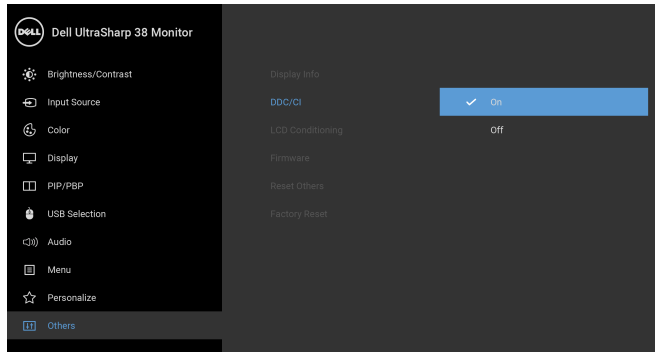 DELL Dell UltraSharp 38 Monitor
Brightness/Contrast
Input Source
Color
Display
PIP/PBP
USB Selection
Audio
Menu
Personalize
Others
Display Info
DDC/CI
LCD Conditioning
Firmware
Reset Others
Factory Reset
On
Off